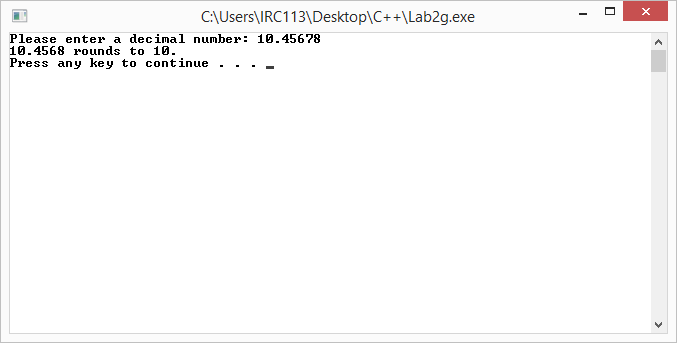 C:\Users\IRC113\Desktop\C++\Lab2g.exe
Please enter a decimal number: 10.45678
10.4568 rounds to 10.
Press any key to continue . . . _